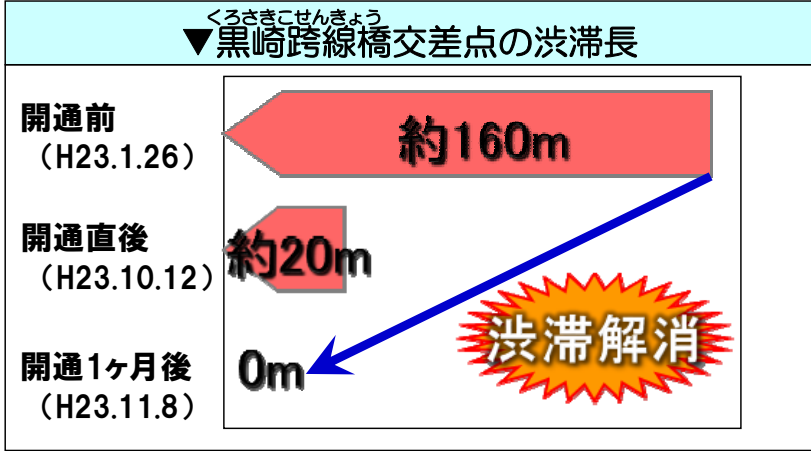 くろさきこせんきょう
▼黒崎跨線橋交差点の渋滞長
開通前
（H23.1.26）
約160m
開通直後
（H23.10.12）
約20m
渋滞解消
開通1ヶ月後
（H23.11.8）
0m